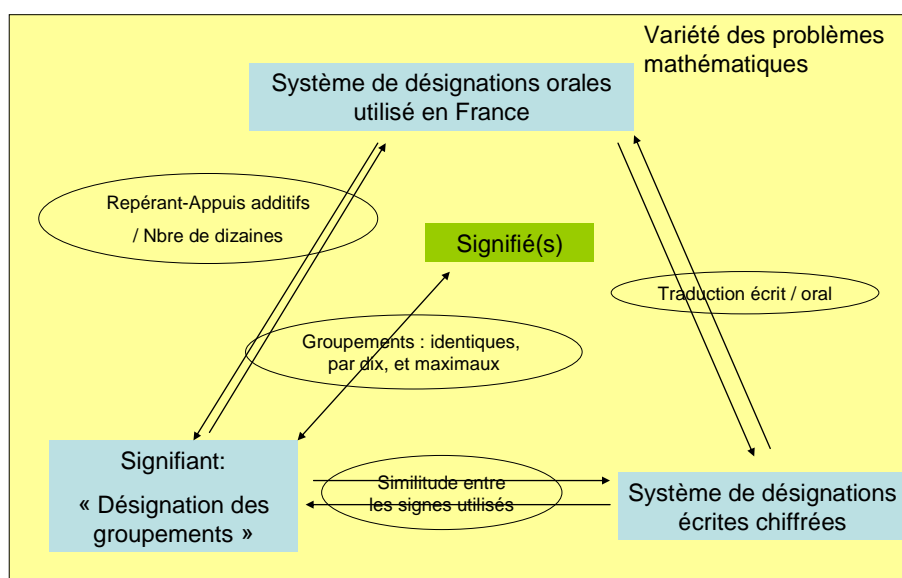 Variété des problèmes
mathématiques
Système de désignations orales
utilisé en France
Repérant-Appuis additifs
/ Nbre de dizaines
Signifié(s)
Traduction écrit / oral
Groupements : identiques,
par dix, et maximaux
Signifiant:
« Désignation des
groupements »
Similitude entre
les signes utilisés
Système de désignations
écrites chiffrées